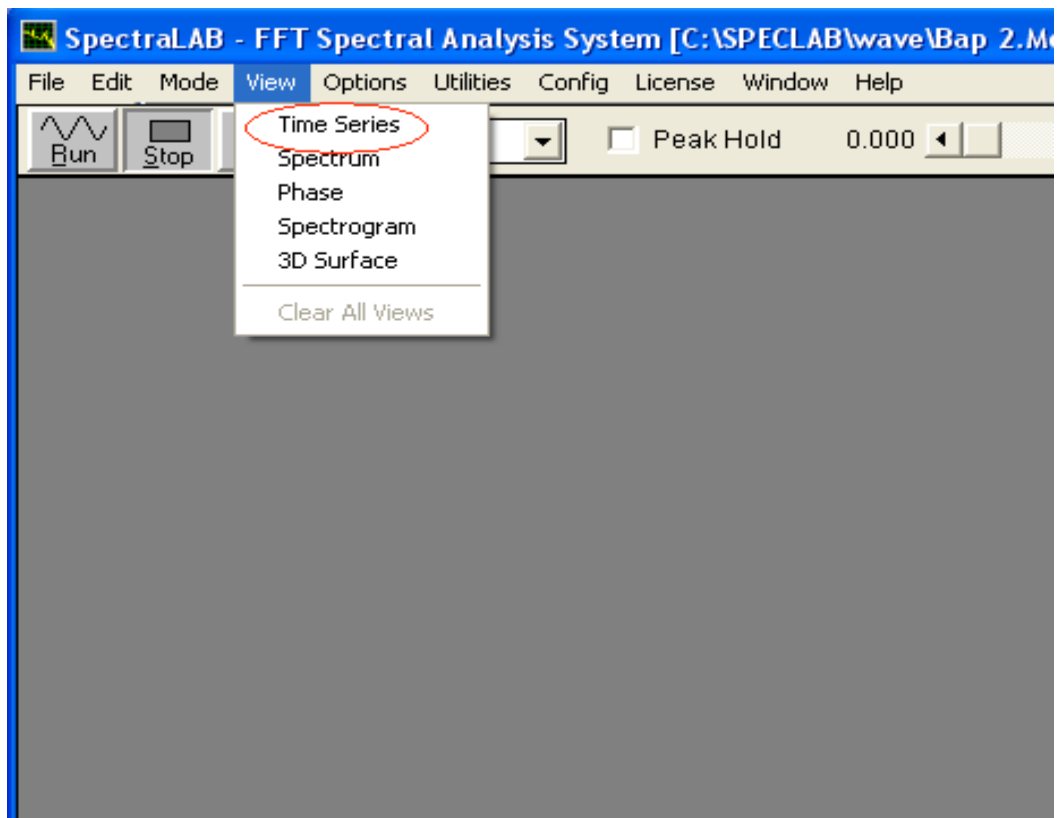 SpectraLAB - FFT Spectral Analysis System [C:\SPECLAB\wave\Bap 2.
File Edit Mode View Options Utilities Config License Window Help
Run Stop Peak Hold 0.000
Time Series
Spectrum
Phase
Spectrogram
3D Surface
Clear All Views